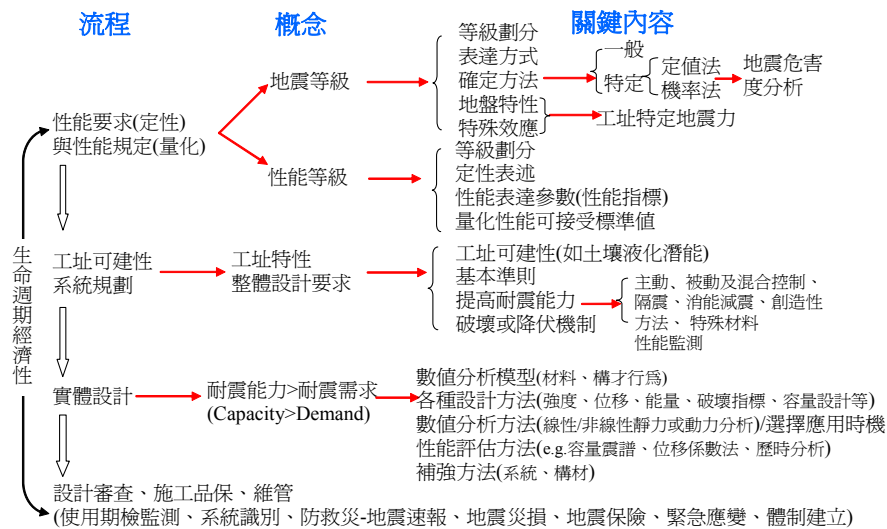 流程
概念
關鍵內容
性能要求(定性)
與性能規定(量化)
地震等級
等級劃分
表達方式
確定方法
地盤特性
特殊效應
一般
特定
定值法
機率法
地震危害
度分析
工址特定地震力
性能等級
等級劃分
定性表述
性能表達參數(性能指標)
量化性能可接受標準值
生命週期經濟性
工址可建性
系統規劃
工址特性
整體設計要求
工址可建性(如土壤液化潛能)
基本準則
提高耐震能力
破壞或降伏機制
主動、被動及混合控制、
隔震、消能減震、創造性
方法、特殊材料
性能監測
實體設計
耐震能力>耐震需求
(Capacity>Demand)
數值分析模型(材料、構才行爲)
各種設計方法(強度、位移、能量、破壞指標、容量設計等)
數值分析方法(線性/非線性靜力或動力分析)/選擇應用時機
性能評估方法(e.g.容量震譜、位移係數法、歷時分析)
補強方法(系統、構材)
設計審查、施工品保、維管
(使用期檢監測、系統識別、防救災-地震速報、地震災損、地震保險、緊急應變、體制建立)